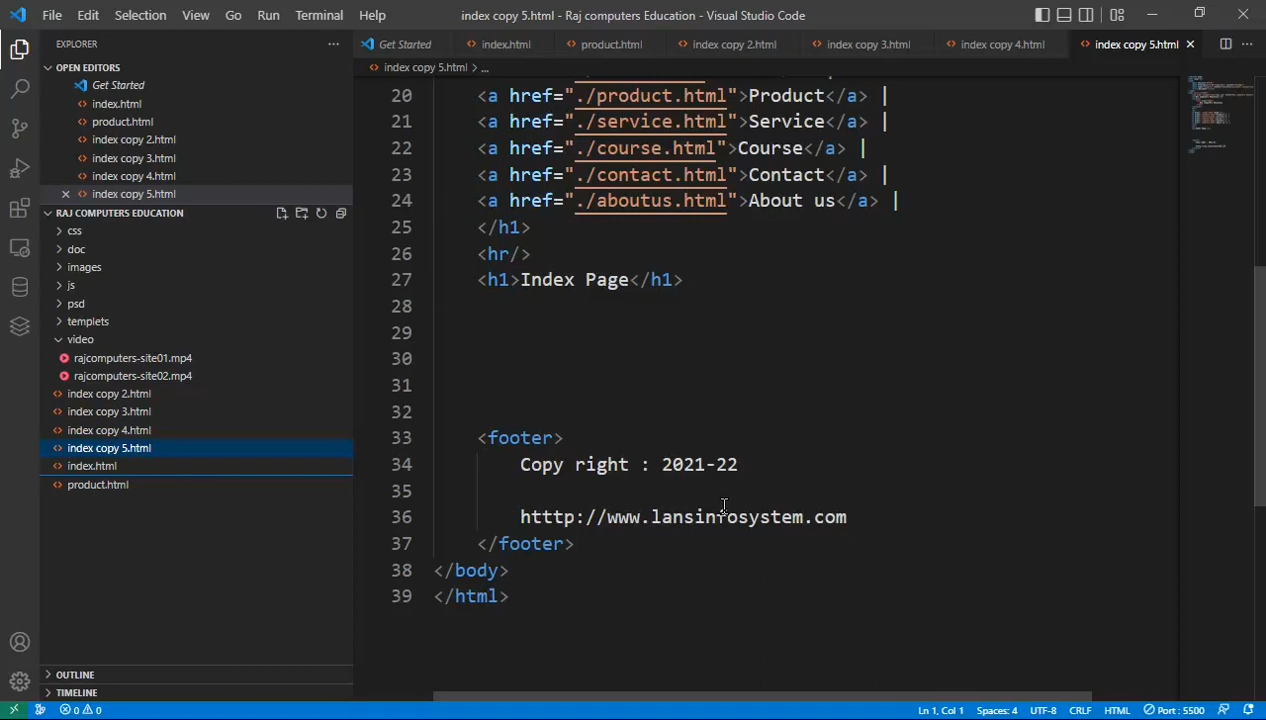 File Edit Selection View Go Run Terminal Help index copy 5.html - Raj computers Education - Visual Studio Code
EXPLORER
OPEN EDITORS
Get Started
index.html
product.html
index copy 2.html
index copy 3.html
index copy 4.html
index copy 5.html
RAJ COMPUTERS EDUCATION
css
doc
images
js
psd
templets
video
rajcomputers-site01.mp4
rajcomputers-site02.mp4
index copy 2.html
index copy 3.html
index copy 4.html
index copy 5.html
index.html
product.html
OUTLINE
TIMELINE
Get Started index.html product.html index copy 2.html index copy 3.html index copy 4.html index copy 5.html
index copy 5.html > ...
20 <a href="./product.html">Product</a> |
21 <a href="./service.html">Service</a> |
22 <a href="./course.html">Course</a> |
23 <a href="./contact.html">Contact</a> |
24 <a href="./aboutus.html">About us</a> |
25 </h1>
26 <hr/>
27 <h1>Index Page</h1>
28
29
30
31
32
33 <footer>
34 Copy right : 2021-22
35
36 htttp://www.lansinfosystem.com
37 </footer>
38 </body>
39 </html>
0 0 Ln 1, Col 1 Spaces: 4 UTF-8 CRLF HTML Port : 5500